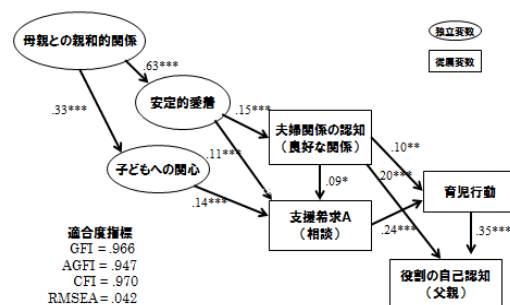 母親との親和的関係
独立変数
従属変数
.63***
.33***
安定的愛着
.15***
夫婦関係の認知
（良好な関係）
.10**
.11***
.20***
子どもへの関心
.09*
育児行動
.14***
支援希求A
（相談）
.24***
.35***
役割の自己認知
（父親）
適合度指標
GFI = .966
AGFI = .947
CFI = .970
RMSEA = .042